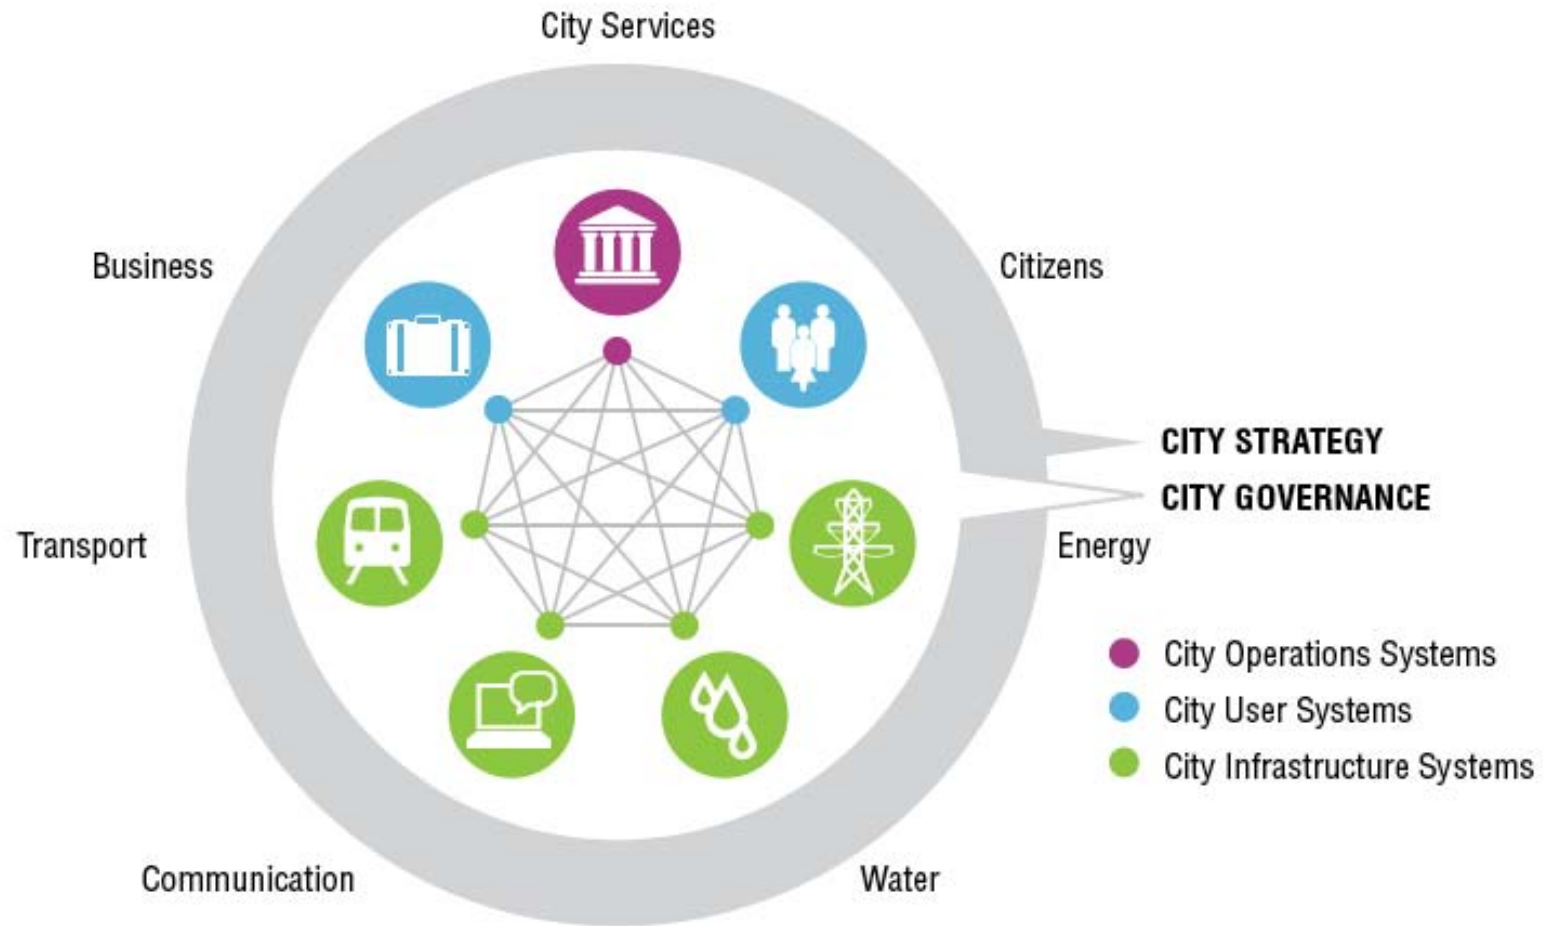 City Services
Business
Citizens
CITY STRATEGY
CITY GOVERNANCE
Transport
Energy
City Operations Systems
City User Systems
City Infrastructure Systems
Communication
Water